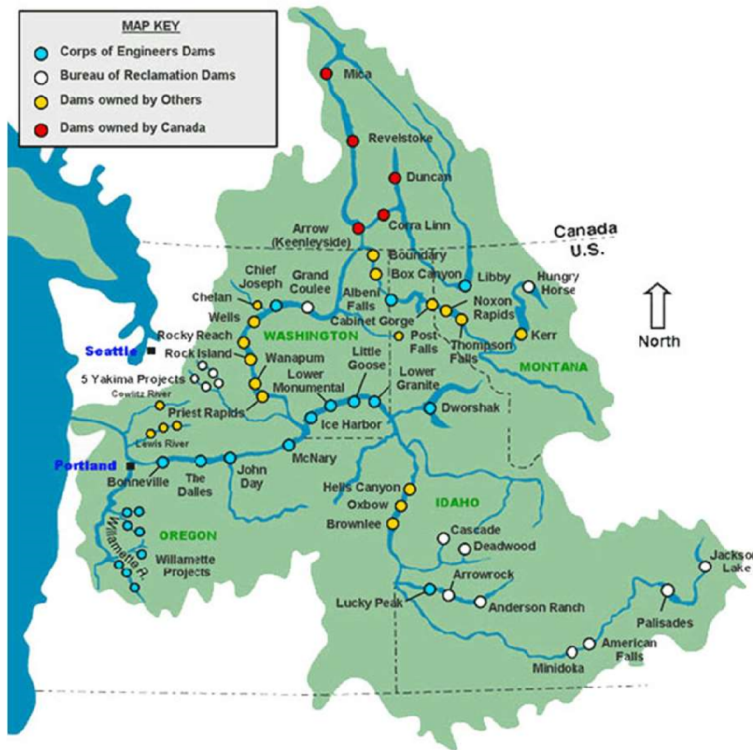 MAP KEY
Corps of Engineers Dams
Bureau of Reclamation Dams
Dams owned by Others
Dams owned by Canada
Mica
Revelstoke
Duncan
Corra Linn
Arrow
(Keenleyside)
Canada
U.S.
Boundary
Box Canyon
Libby
Hungry
Horse
Chief
Joseph
Grand
Coulee
Albeni
Falls
Chelan
Wells
Cabinet Gorge
Noxon
Rapids
North
Post
Falls
Thompson
Falls
Kerr
Rocky Reach
WASHINGTON
Seattle
Rock Island
Wanapum
Little
Goose
MONTANA
5 Yakima Projects
Lower
Monumental
Lower
Granite
Cowlitz River
Priest Rapids
Dworshak
Ice Harbor
Lewis River
McNary
Portland
Bonneville
The
Dalles
John
Day
Hells Canyon
Oxbow
IDAHO
Brownlee
Cascade
Deadwood
OREGON
Willamette R.
Willamette
Projects
Jackson
Lake
Arrowrock
Lucky Peak
Anderson Ranch
Palisades
American
Falls
Minidoka